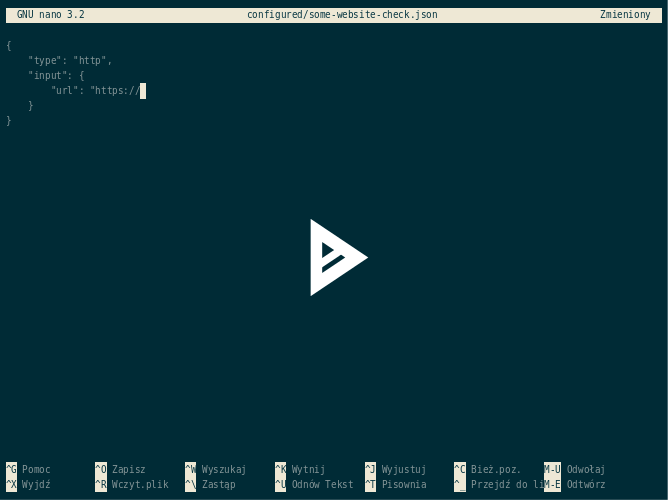 GNU nano 3.2 configured/some-website-check.json Zmieniony
{
    "type": "http",
    "input": {
        "url": "https://
    }
}
^G Pomoc ^O Zapisz ^W Wyszukaj ^K Wytnij ^J Wyjustuj ^C Bież.poz. M-U Odwołaj
^X Wyjdź ^R Wczyt.plik ^\ Zastąp ^U Odnów Tekst ^T Pisownia ^_ Przejdź do li M-E Odtwórz